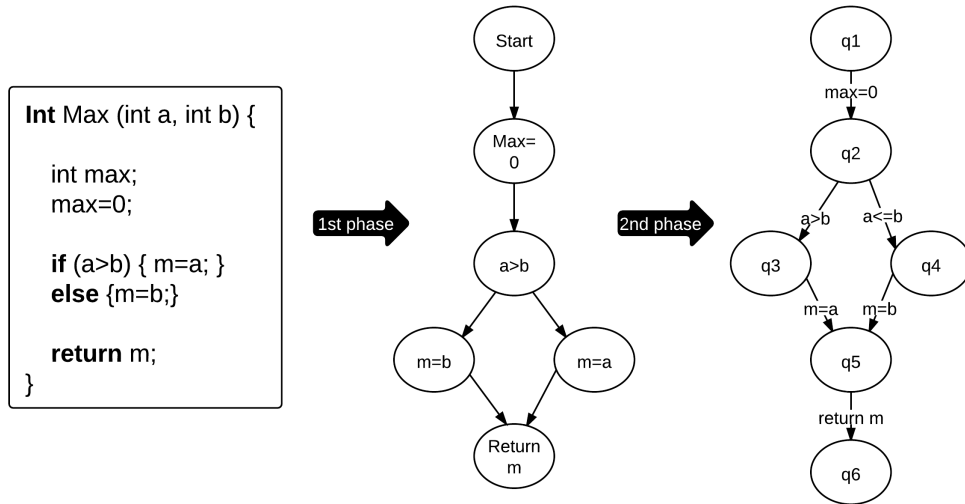 Int Max (int a, int b) {
int max;
max=0;
if (a>b) { m=a; }
else {m=b;}
return m;
}
1st phase
Start
Max=
0
a>b
m=b
m=a
Return
m
2nd phase
q1
max=0
q2
a>b
a<=b
q3
q4
m=a
m=b
q5
return m
q6